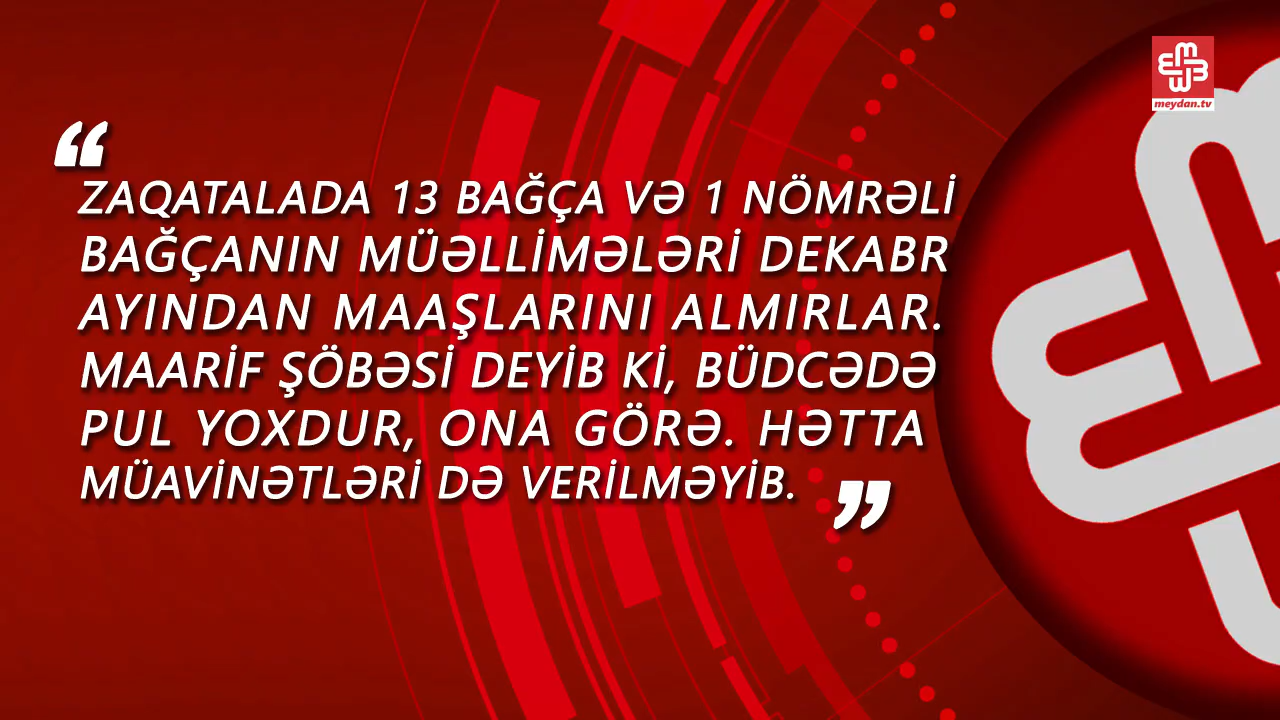 meydan.tv
“
ZAQATALADA 13 BAĞÇA VƏ 1 NÖMRƏLİ
BAĞÇANIN MÜƏLLİMƏLƏRİ DEKABR
AYINDAN MAAŞLARINI ALMIRLAR.
MAARİF ŞÖBƏSİ DEYİB Kİ, BÜDCƏDƏ
PUL YOXDUR, ONA GÖRƏ. HƏTTA
MÜAVİNƏTLƏRİ DƏ VERİLMƏYİB.
”